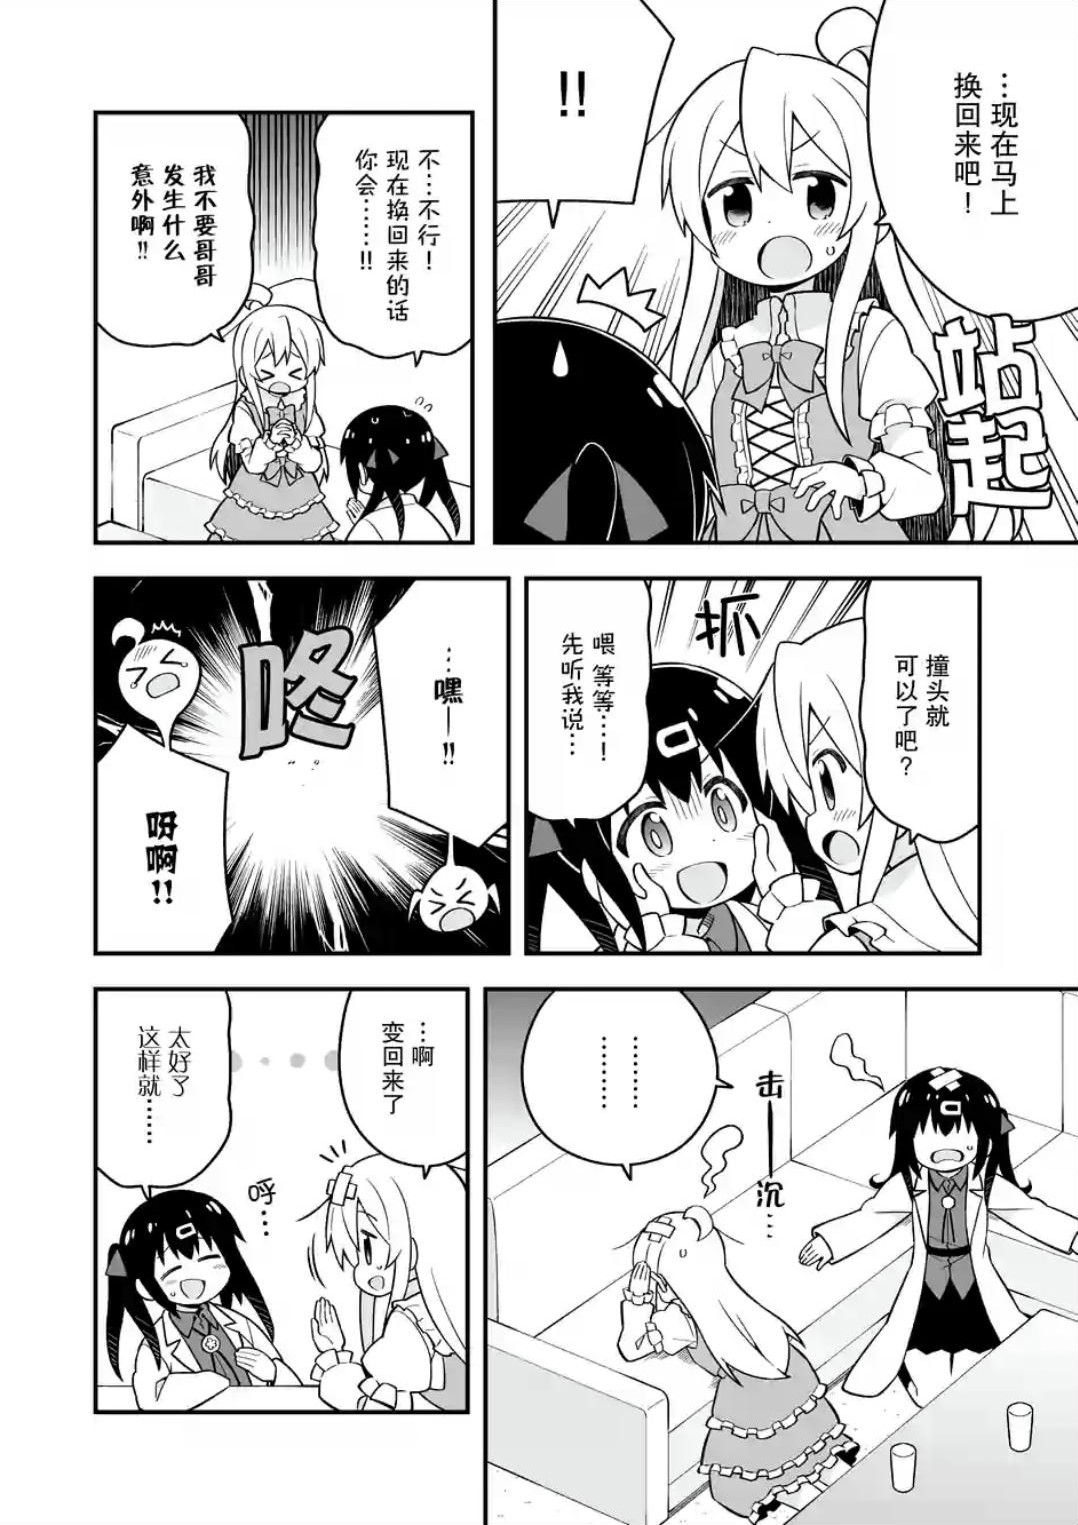 …现在马上
换回来吧！
!!
站起
不…不行！
现在换回来的话
你会……!!
我不要哥哥
发生什么
意外啊!!
撞头就
可以了吧？
抓
喂 等等…！
先听我说…
…嘿——!!
咚
呀啊!!
…………
击—沉…
…啊
变回来了
呼…
太好了
这样就……